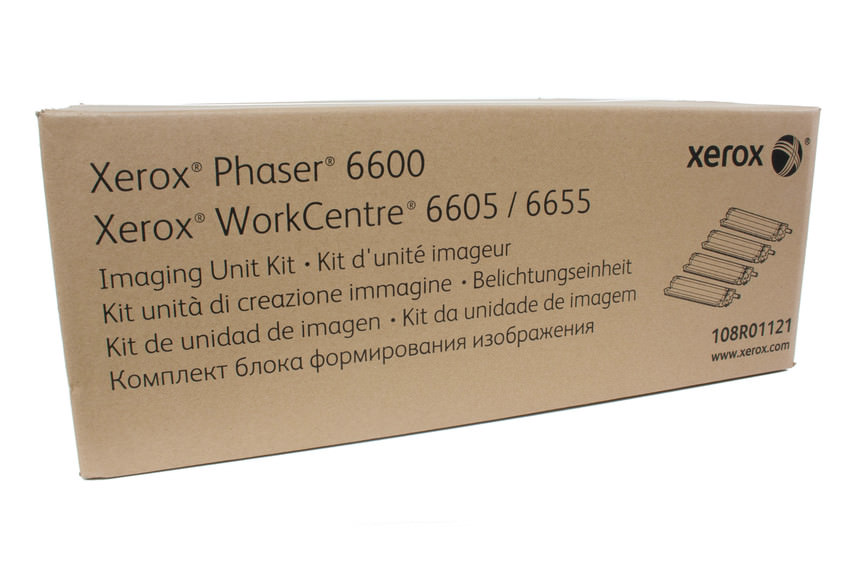 Xerox® Phaser® 6600
Xerox® WorkCentre® 6605 / 6655
Imaging Unit Kit · Kit d'unité imageur
Kit unità di creazione immagine · Belichtungseinheit
Kit de unidad de imagen · Kit da unidade de imagem
Комплект блока формирования изображения
xerox®
108R01121
www.xerox.com